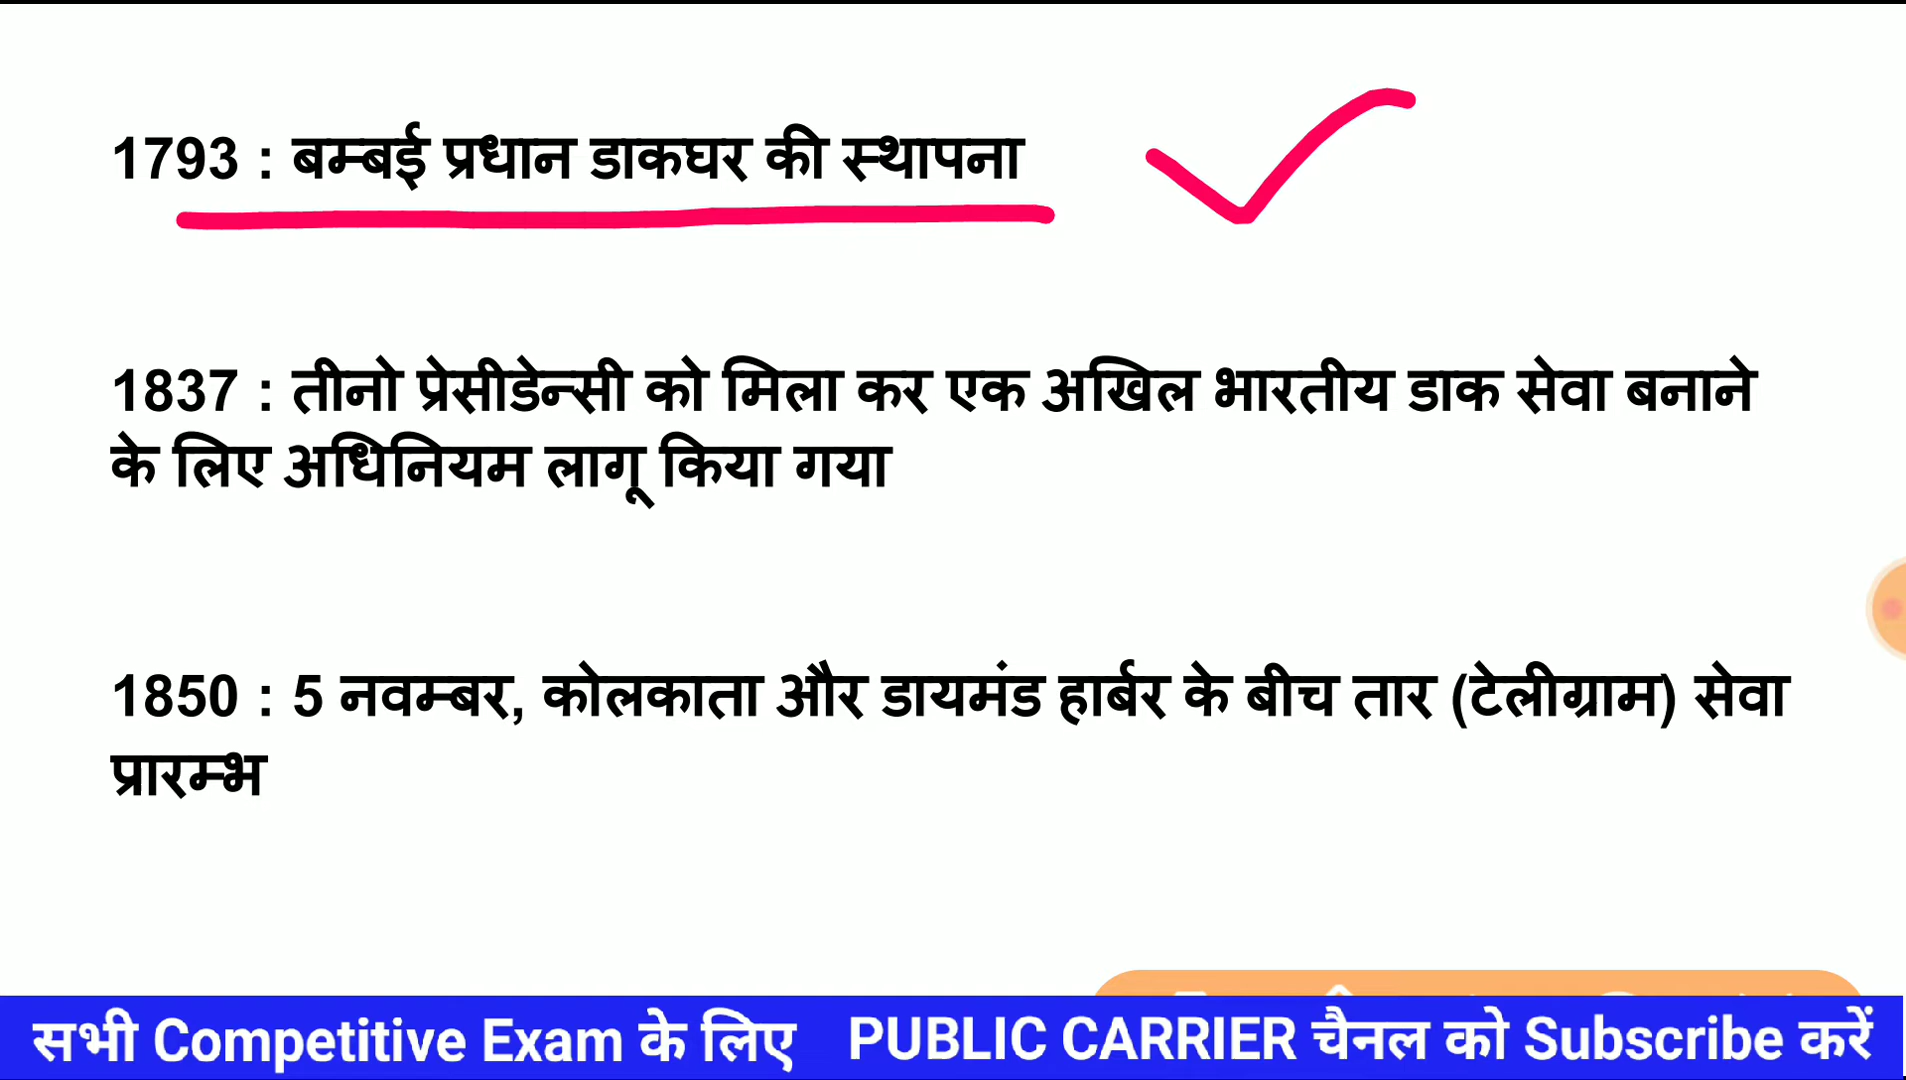 1793 : बम्बई प्रधान डाकघर की स्थापना
1837 : तीनो प्रेसीडेन्सी को मिला कर एक अखिल भारतीय डाक सेवा बनाने
के लिए अधिनियम लागू किया गया
1850 : 5 नवम्बर, कोलकाता और डायमंड हार्बर के बीच तार (टेलीग्राम) सेवा
प्रारम्भ
सभी Competitive Exam के लिए PUBLIC CARRIER चैनल को Subscribe करें